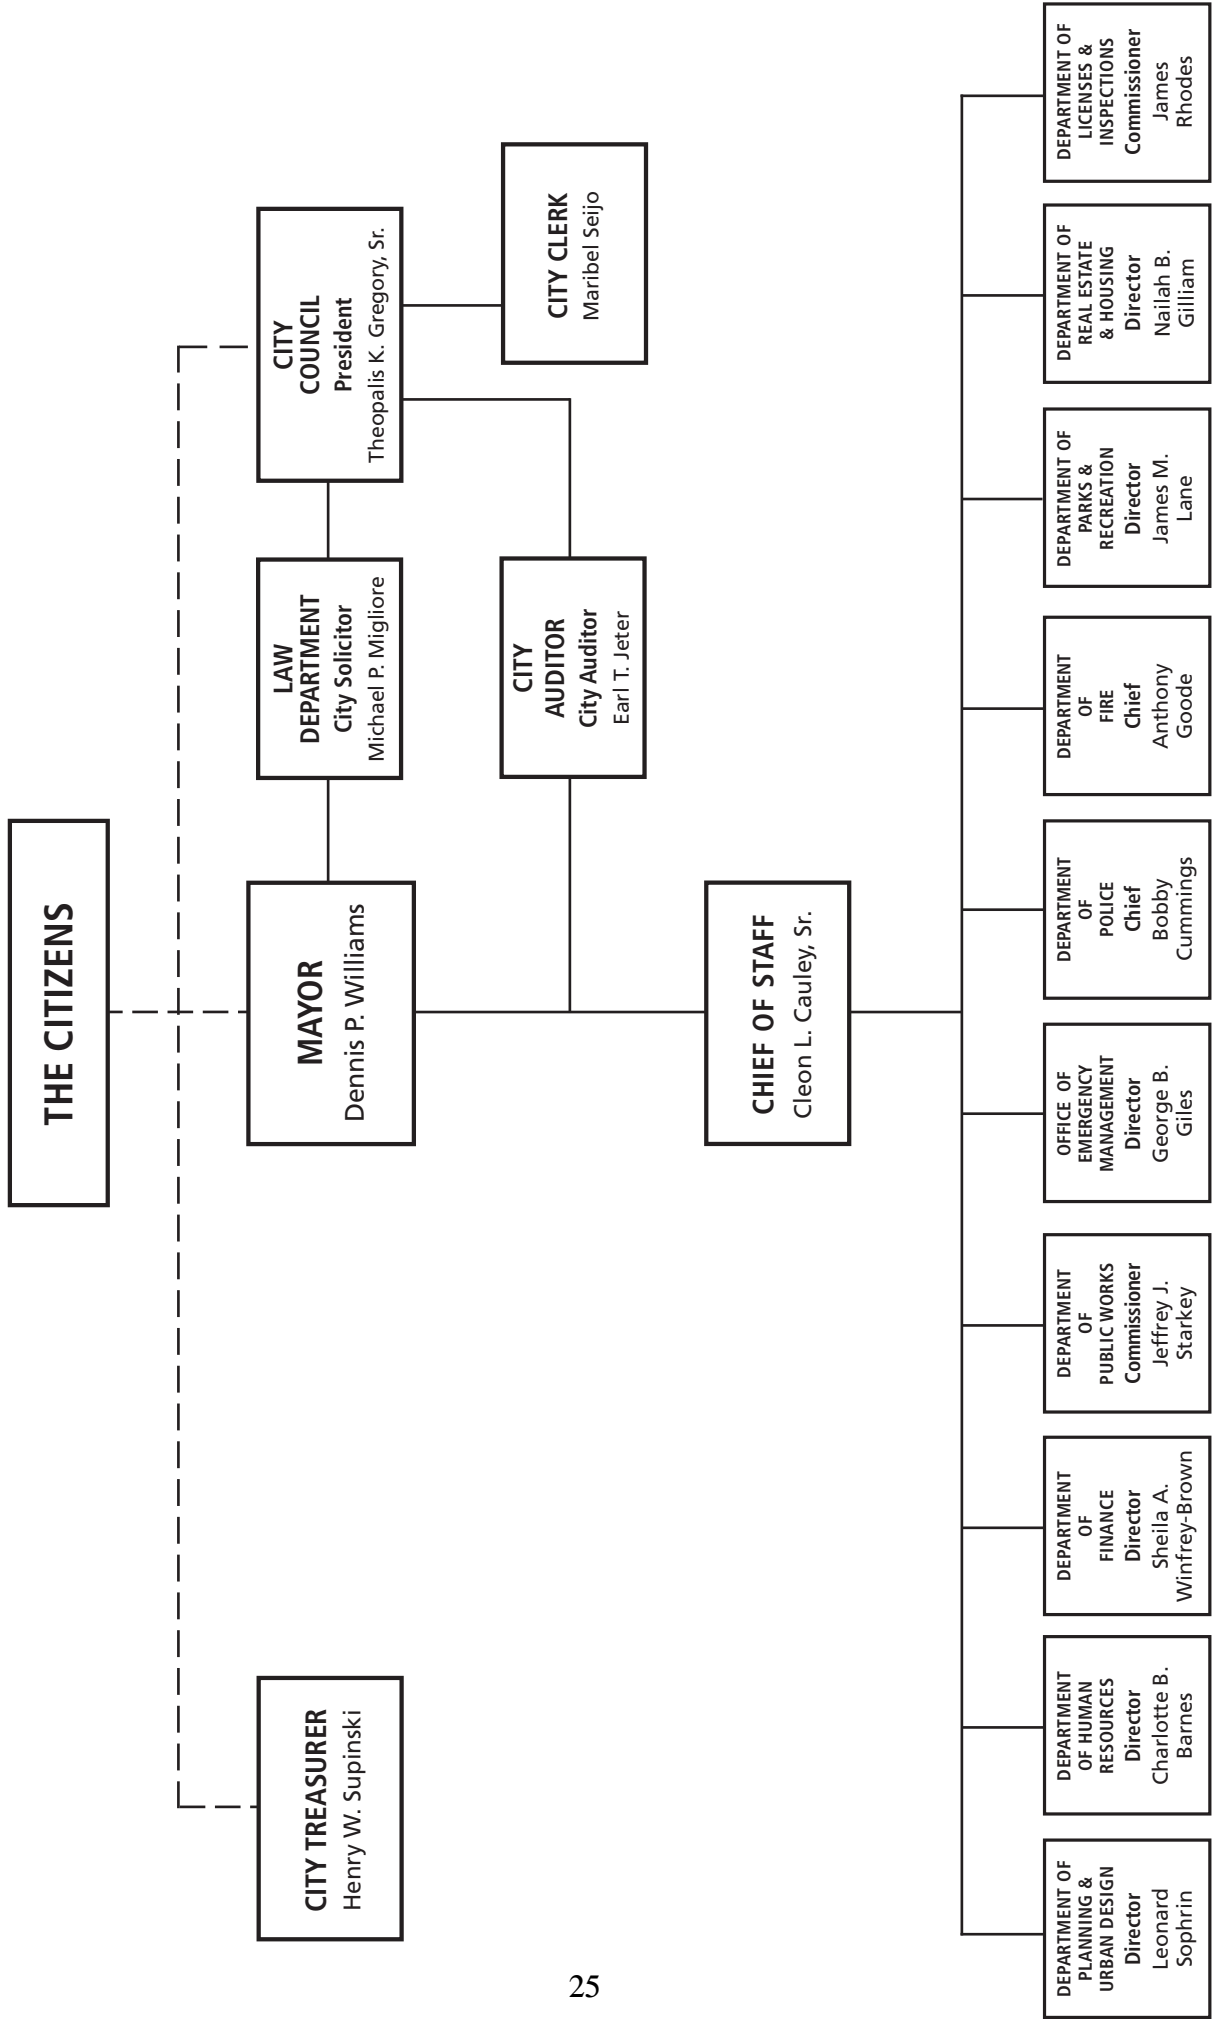 THE CITIZENS
CITY TREASURER
Henry W. Supinski
MAYOR
Dennis P. Williams
LAW
DEPARTMENT
City Solicitor
Michael P. Migliore
CITY
COUNCIL
President
Theopalis K. Gregory, Sr.
CITY
AUDITOR
City Auditor
Earl T. Jeter
CITY CLERK
Maribel Seijo
CHIEF OF STAFF
Cleon L. Cauley, Sr.
DEPARTMENT OF
PLANNING &
URBAN DESIGN
Director
Leonard
Sophrin
DEPARTMENT
OF HUMAN
RESOURCES
Director
Charlotte B.
Barnes
DEPARTMENT
OF
FINANCE
Director
Sheila A.
Winfrey-Brown
DEPARTMENT
OF
PUBLIC WORKS
Commissioner
Jeffrey J.
Starkey
OFFICE OF
EMERGENCY
MANAGEMENT
Director
George B.
Giles
DEPARTMENT
OF
POLICE
Chief
Bobby
Cummings
DEPARTMENT
OF
FIRE
Chief
Anthony
Goode
DEPARTMENT OF
PARKS &
RECREATION
Director
James M.
Lane
DEPARTMENT OF
REAL ESTATE
& HOUSING
Director
Nailah B.
Gilliam
DEPARTMENT OF
LICENSES &
INSPECTIONS
Commissioner
James
Rhodes
25